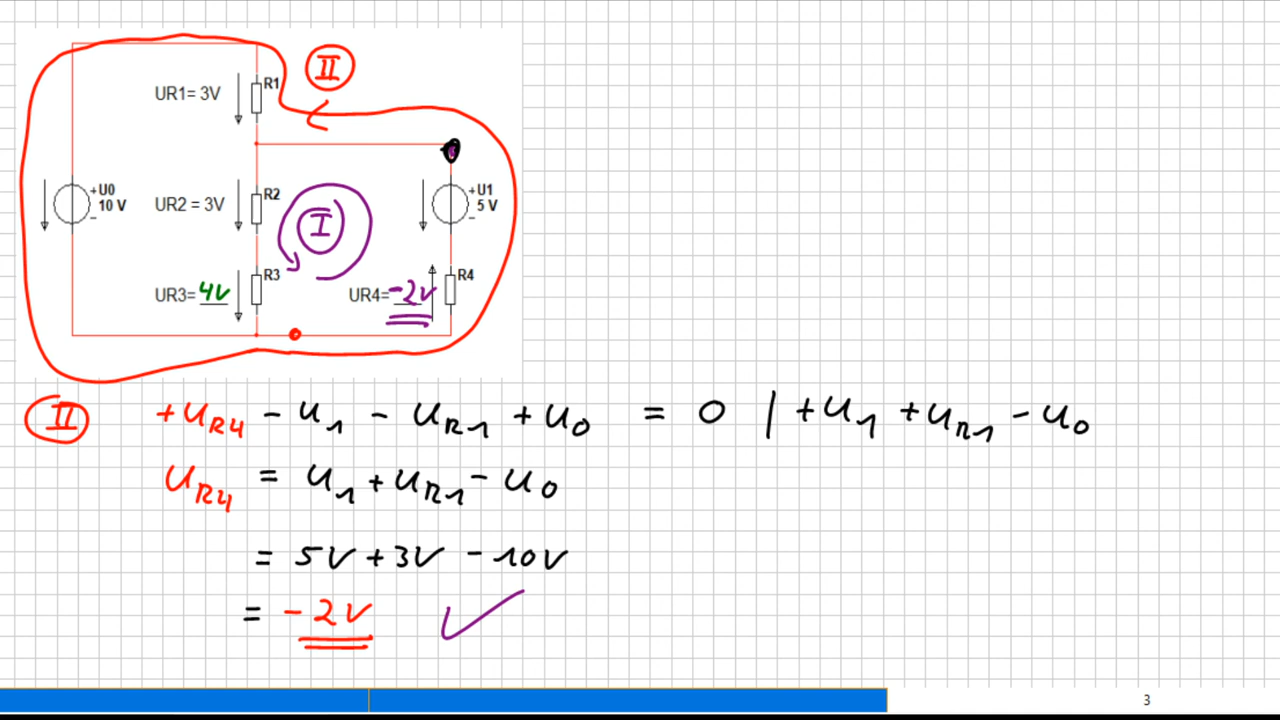 II
UR1= 3V
R1
+U0
10 V
-
UR2 = 3V
R2
I
+U1
5 V
-
UR3= 4V
R3
UR4= -2V
R4
II +UR4 - U1 - UR1 + U0 = 0 | +U1 +UR1 - U0
UR4 = U1 + UR1 - U0
= 5V + 3V - 10V
= -2V ✓
3